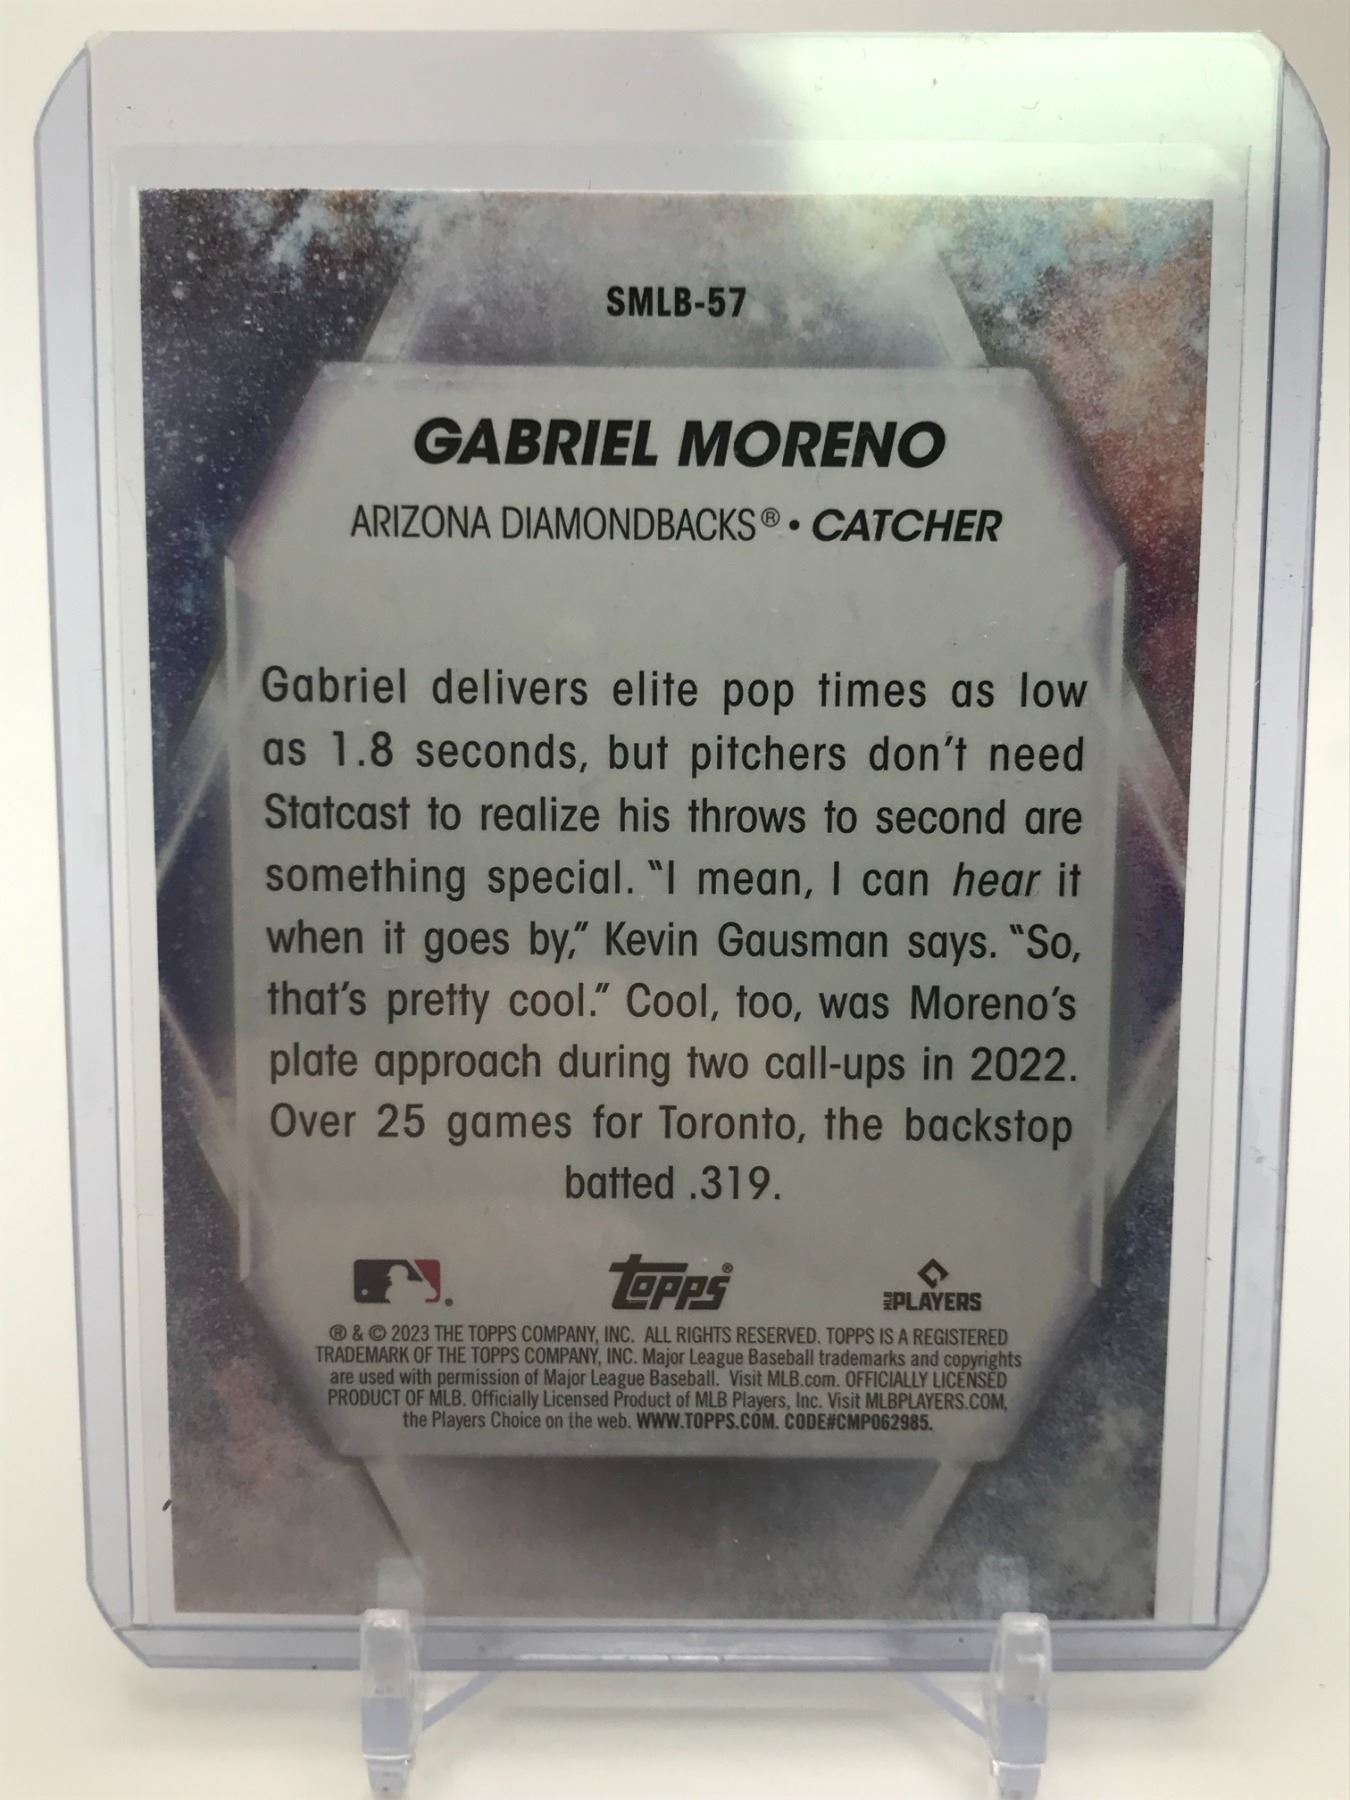 SMLB-57
GABRIEL MORENO
ARIZONA DIAMONDBACKS® • CATCHER
Gabriel delivers elite pop times as low
as 1.8 seconds, but pitchers don't need
Statcast to realize his throws to second are
something special. "I mean, I can hear it
when it goes by," Kevin Gausman says. "So,
that's pretty cool." Cool, too, was Moreno's
plate approach during two call-ups in 2022.
Over 25 games for Toronto, the backstop
batted .319.
topps® MLB PLAYERS
® & © 2023 THE TOPPS COMPANY, INC. ALL RIGHTS RESERVED. TOPPS IS A REGISTERED
TRADEMARK OF THE TOPPS COMPANY, INC. Major League Baseball trademarks and copyrights
are used with permission of Major League Baseball. Visit MLB.com. OFFICIALLY LICENSED
PRODUCT OF MLB. Officially Licensed Product of MLB Players, Inc. Visit MLBPLAYERS.COM,
the Players Choice on the web. WWW.TOPPS.COM. CODE#CMP062985.